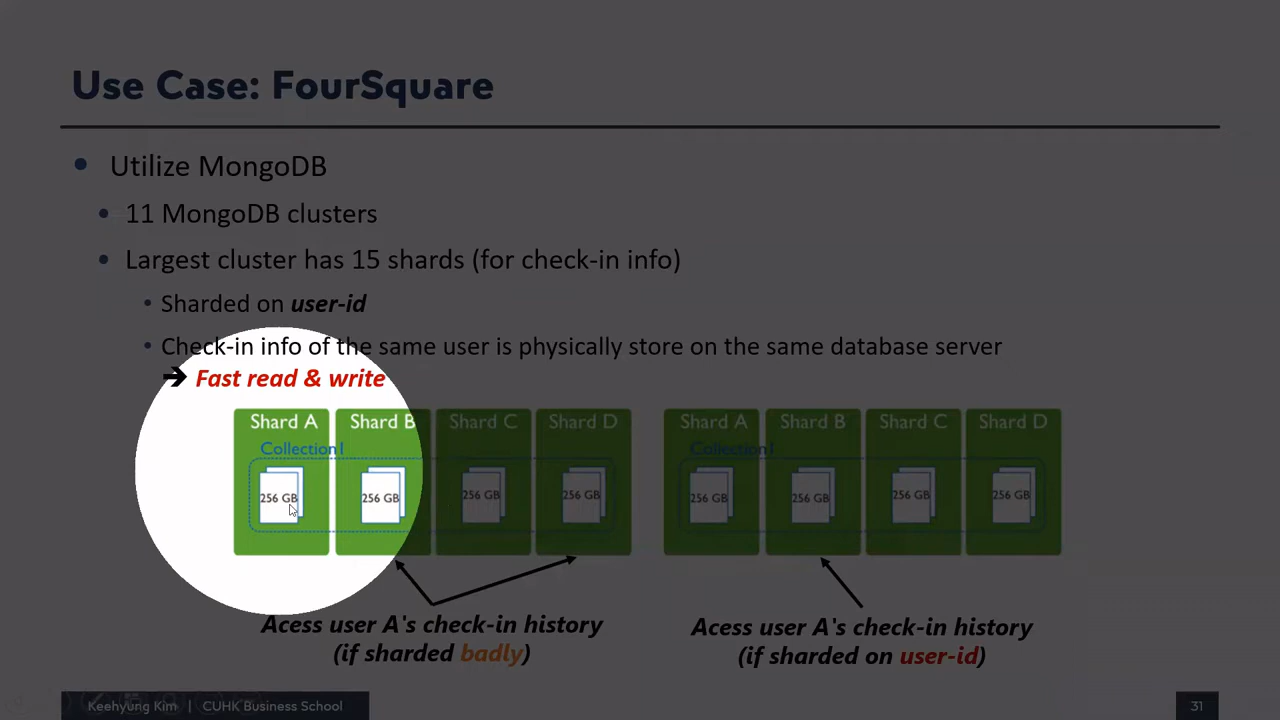 Use Case: FourSquare
• Utilize MongoDB
• 11 MongoDB clusters
• Largest cluster has 15 shards (for check-in info)
• Sharded on user-id
• Check-in info of the same user is physically store on the same database server
➔ Fast read & write
Shard A Shard B Shard C Shard D
Collection1
256 GB 256 GB 256 GB 256 GB
Acess user A's check-in history
(if sharded badly)
Shard A Shard B Shard C Shard D
Collection1
256 GB 256 GB 256 GB 256 GB
Acess user A's check-in history
(if sharded on user-id)
Keehyung Kim | CUHK Business School
31